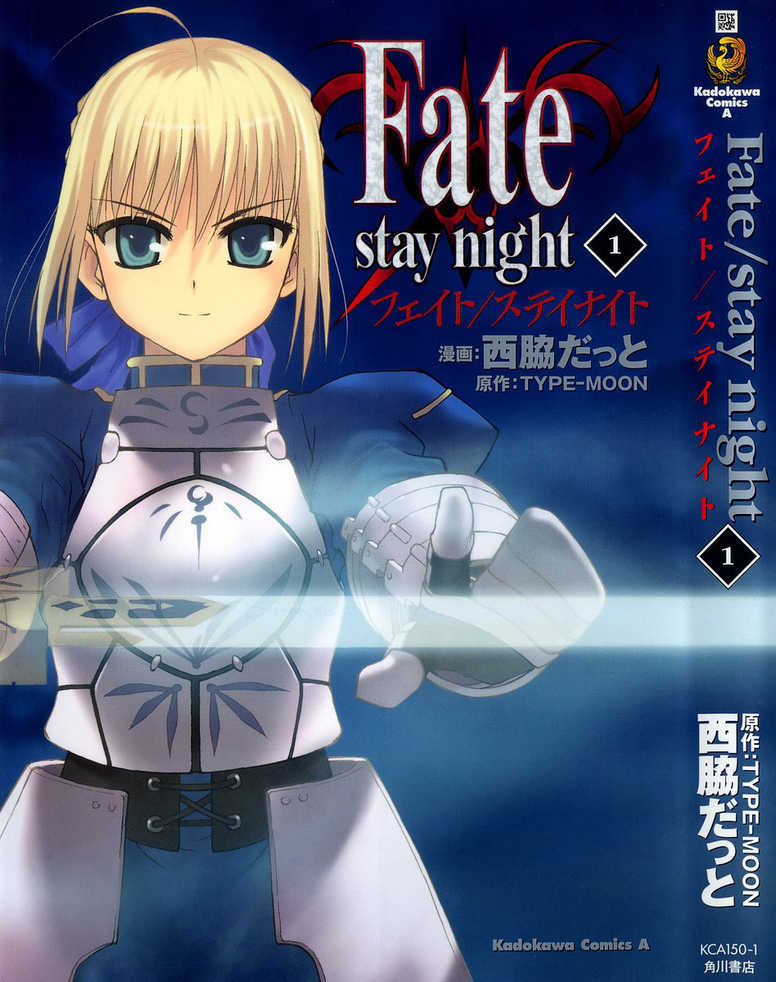 Fate
stay night 1
フェイト/ステイナイト
漫画:西脇だっと
原作:TYPE-MOON
Kadokawa Comics A
Kadokawa
Comics
A
Fate/stay night
フェイト/ステイナイト
1
原作:TYPE-MOON
西脇だっと
KCA150-1
角川書店